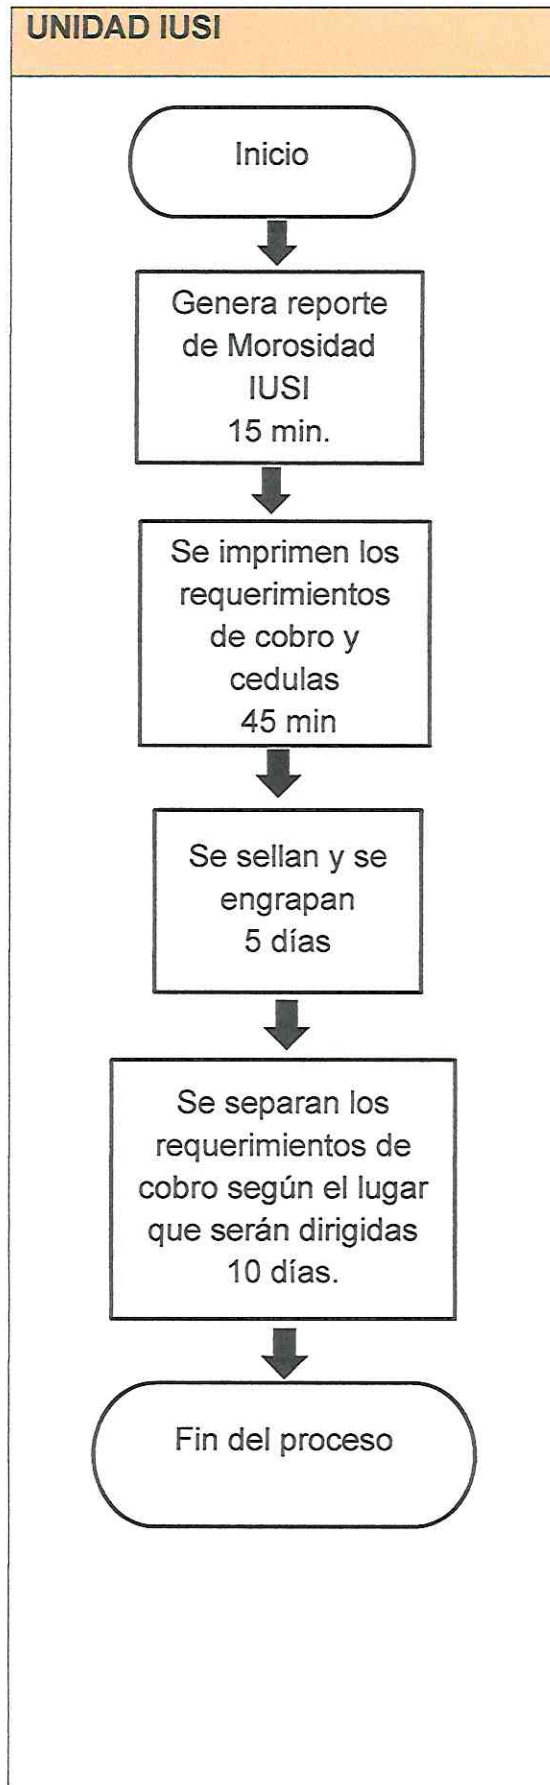 UNIDAD IUSI
Inicio
Genera reporte
de Morosidad
IUSI
15 min.
Se imprimen los
requerimientos
de cobro y
cedulas
45 min
Se sellan y se
engrapan
5 días
Se separan los
requerimientos de
cobro según el lugar
que serán dirigidas
10 días.
Fin del proceso